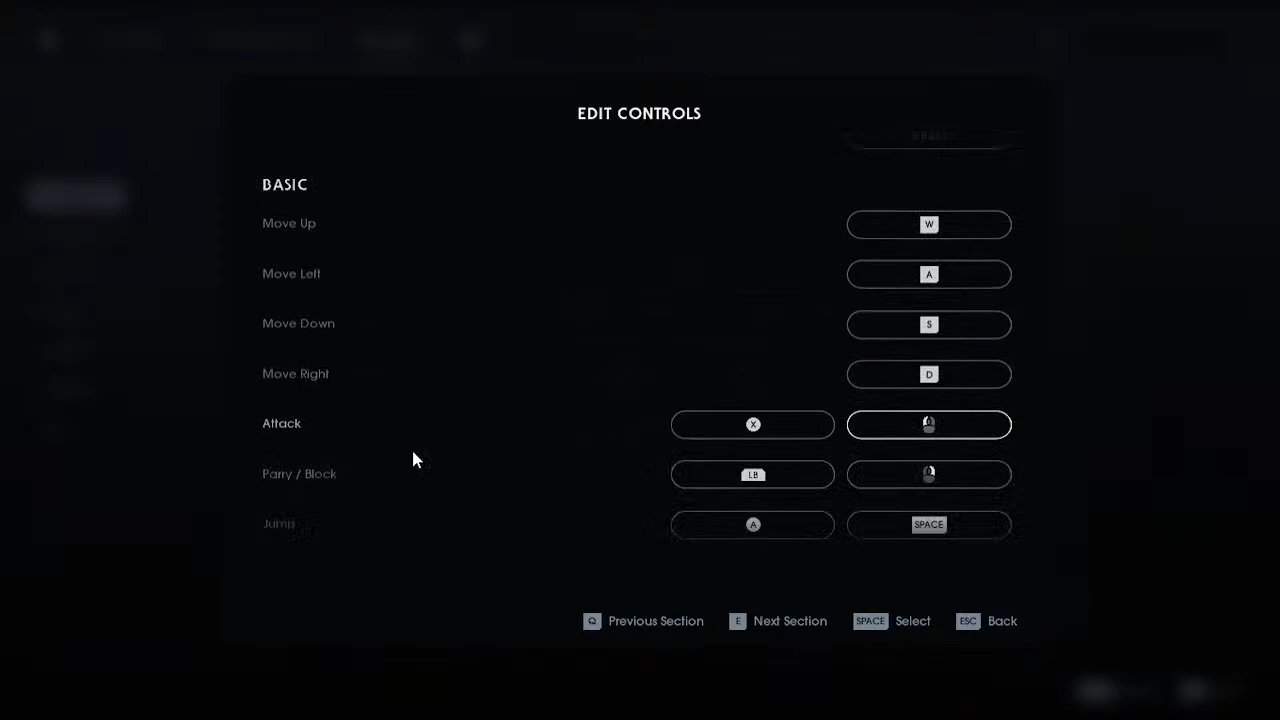 EDIT CONTROLS
BASIC
Move Up W
Move Left A
Move Down S
Move Right D
Attack X
Parry / Block LB
Jump A SPACE
Q Previous Section E Next Section SPACE Select ESC Back